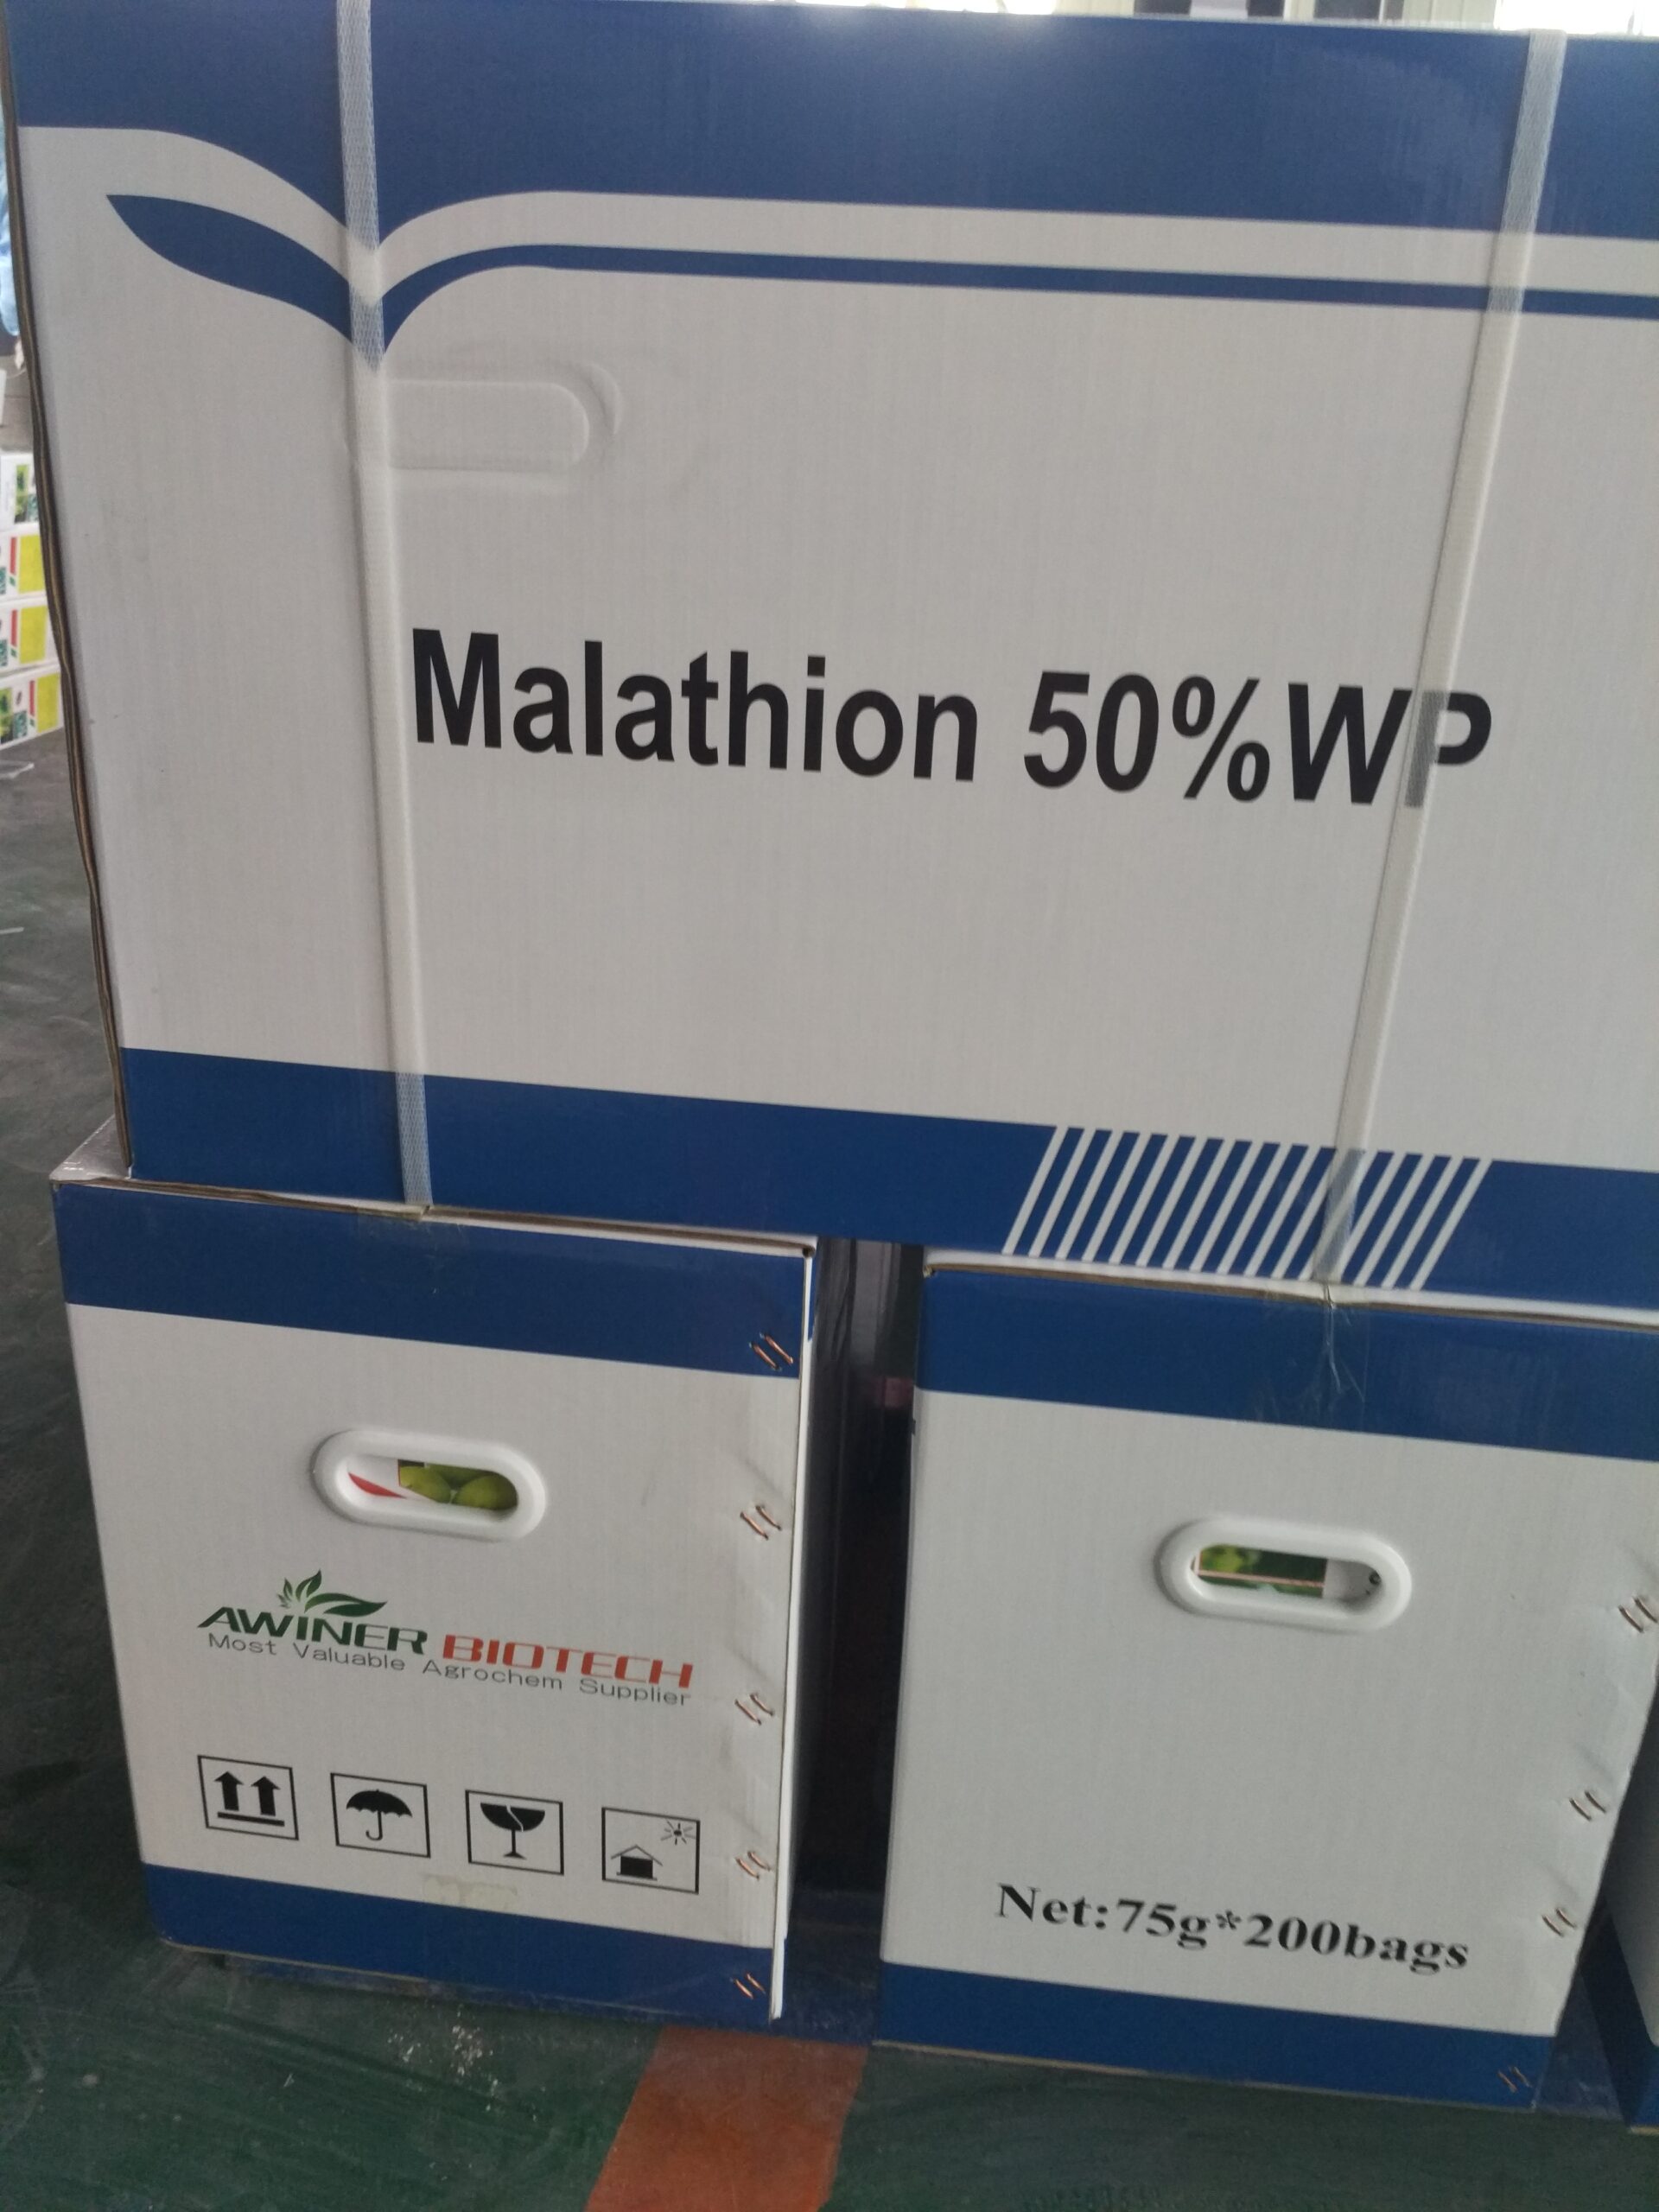 Malathion 50%WP
AWINER BIOTECH
Most Valuable Agrochem Supplier
Net:75g*200bags